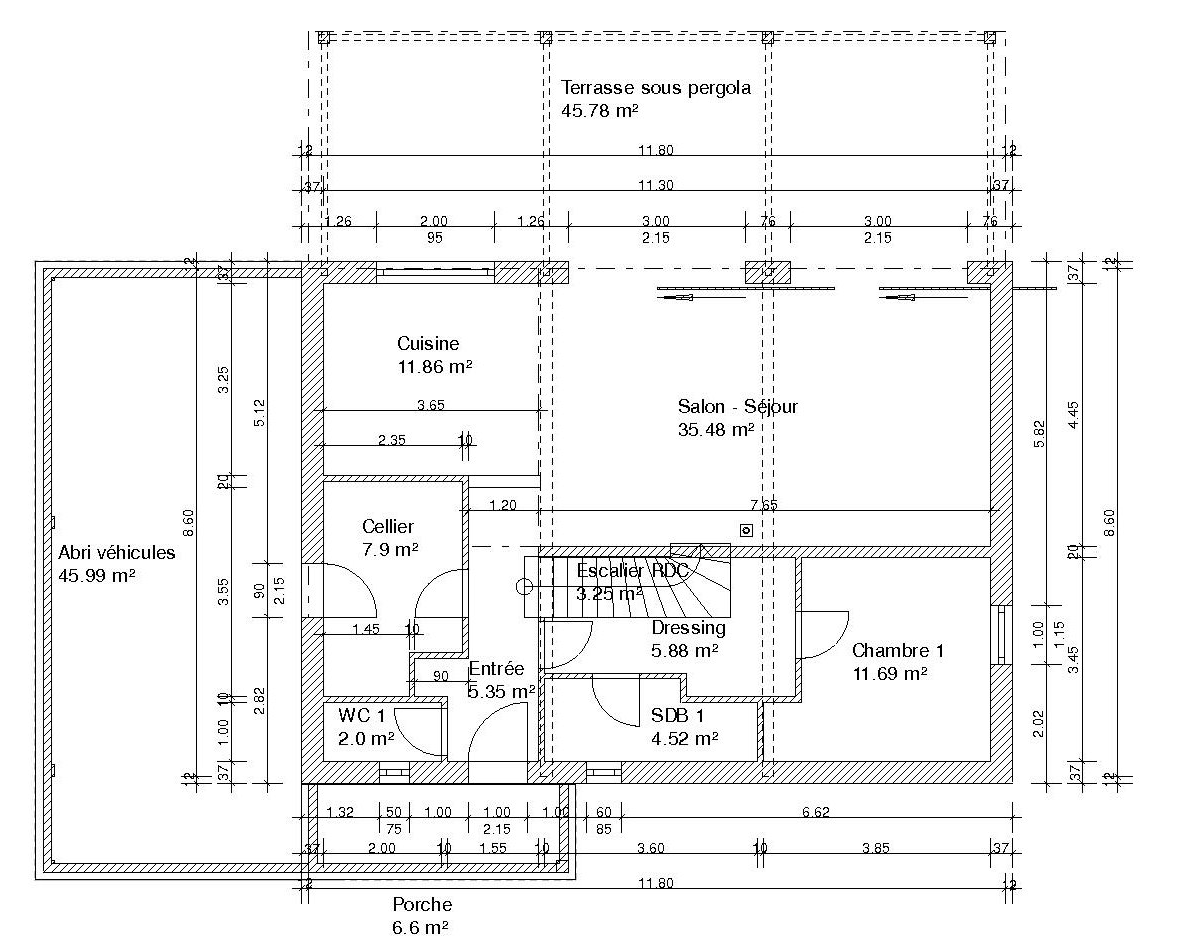 Terrasse sous pergola
45.78 m²
12 11.80 12
37 11.30 37
1.26 2.00 1.26 3.00 76 3.00 76
95 2.15 2.15
12 37 37 12
Cuisine
11.86 m²
3.25
5.12
3.65
2.35 10
Salon - Séjour
35.48 m²
4.45
5.82
20
1.20 7.65
8.60
8.60
Cellier
7.9 m²
Abri véhicules
45.99 m²
20
Escalier RDC
3.25 m²
3.55
90
2.15
1.45 10
Dressing
5.88 m²
Chambre 1
11.69 m²
1.00
1.15
3.45
Entrée
5.35 m²
90
10
2.82
WC 1
2.0 m²
SDB 1
4.52 m²
1.00
2.02
12 37 37 12
1.32 50 1.00 1.00 1.00 60 6.62
75 2.15 85
37 2.00 10 1.55 10 3.60 10 3.85 37
12 11.80 12
Porche
6.6 m²